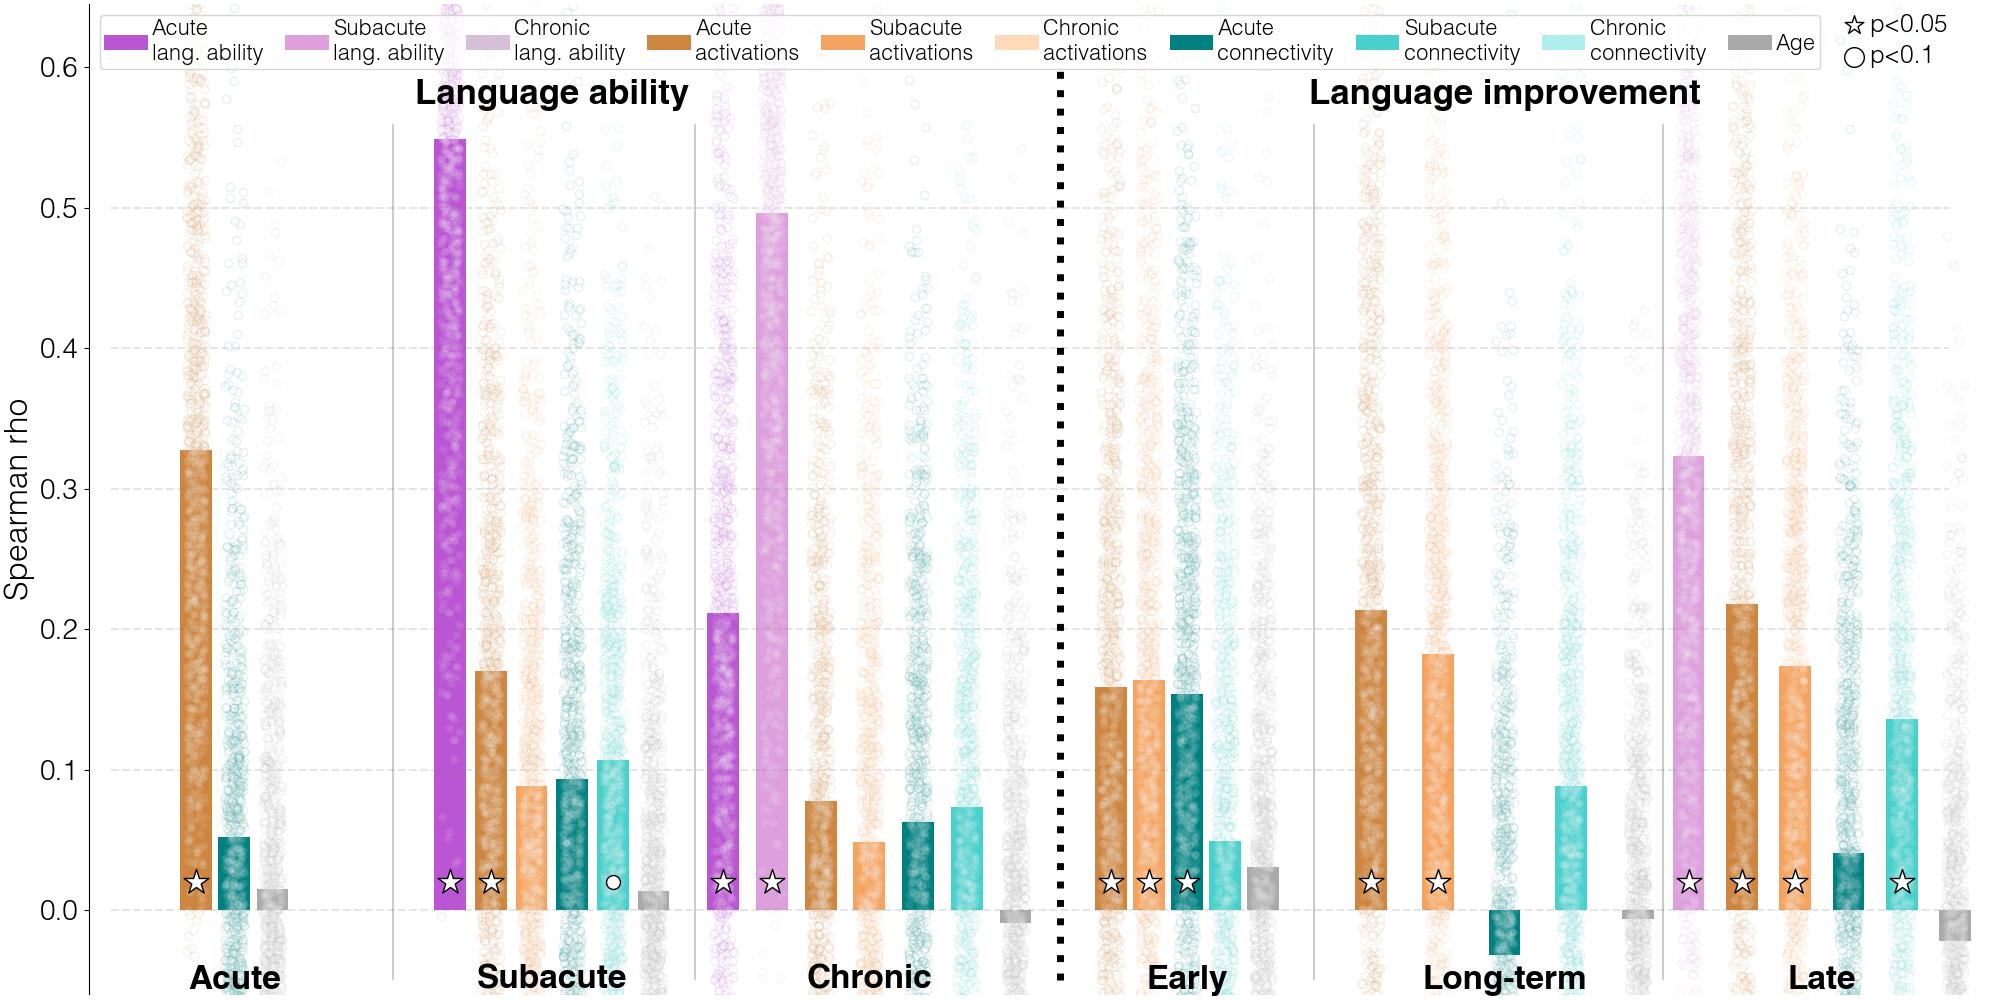 Acute
lang. ability
Subacute
lang. ability
Chronic
lang. ability
Acute
activations
Subacute
activations
Chronic
activations
Acute
connectivity
Subacute
connectivity
Chronic
connectivity
Age
p<0.05
p<0.1
Language ability
Language improvement
Spearman rho
0.6
0.5
0.4
0.3
0.2
0.1
0.0
Acute
Subacute
Chronic
Early
Long-term
Late